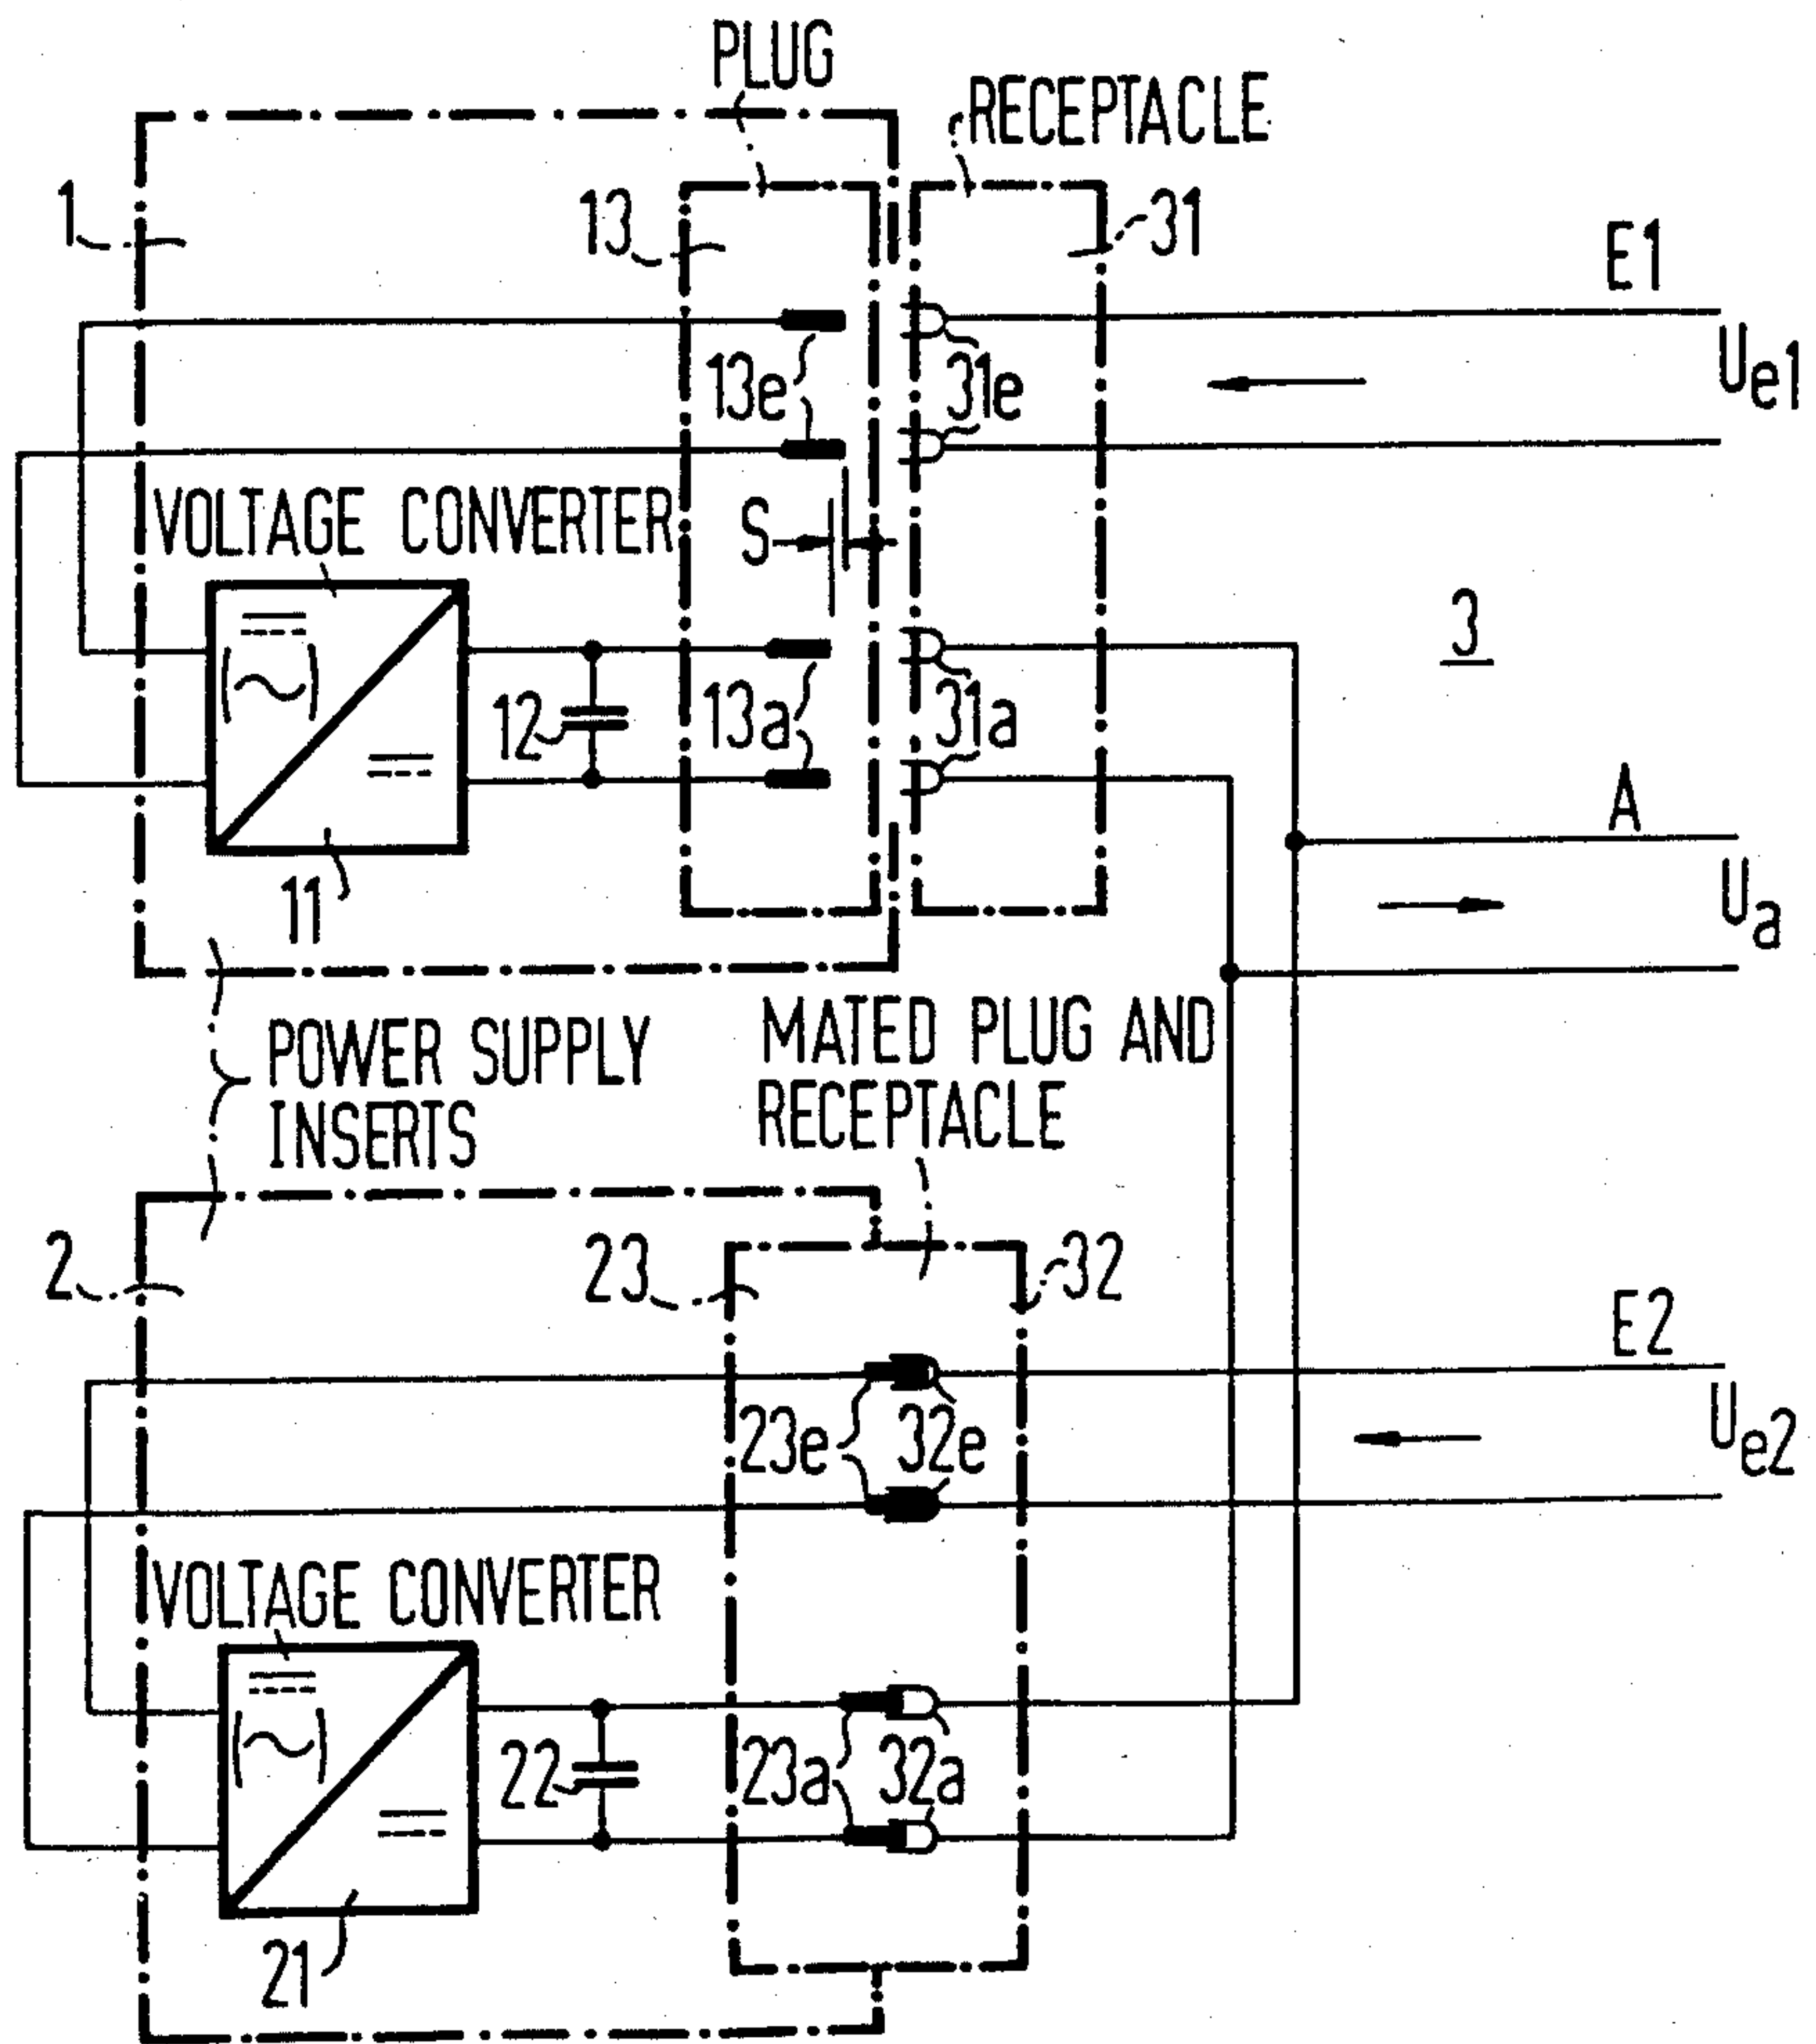 PLUG
RECEPTACLE
1
13
31
E1
Ue1
13e
31e
VOLTAGE CONVERTER
S
3
12
13a
31a
A
Ua
11
POWER SUPPLY
INSERTS
MATED PLUG AND
RECEPTACLE
2
23
32
E2
Ue2
23e
32e
VOLTAGE CONVERTER
22
23a
32a
21